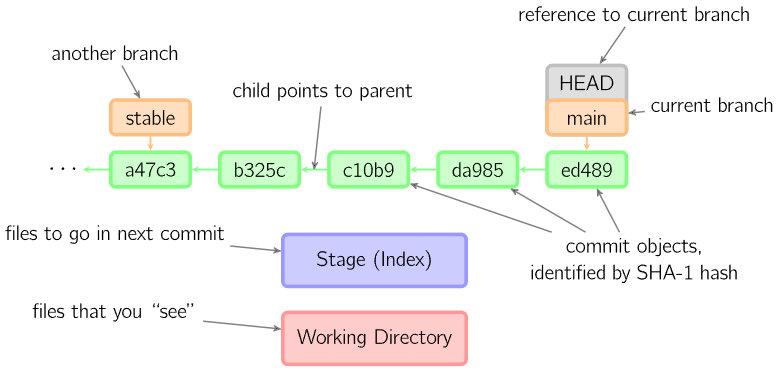 reference to current branch
another branch
HEAD
child points to parent
stable
main
current branch
··· a47c3 b325c c10b9 da985 ed489
files to go in next commit
commit objects,
identified by SHA-1 hash
Stage (Index)
files that you “see”
Working Directory